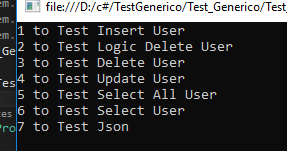 file:///D:/c#/TestGenerico/Test_Generico/Test_
1 to Test Insert User
2 to Test Logic Delete User
3 to Test Delete User
4 to Test Update User
5 to Test Select All User
6 to Test Select User
7 to Test Json